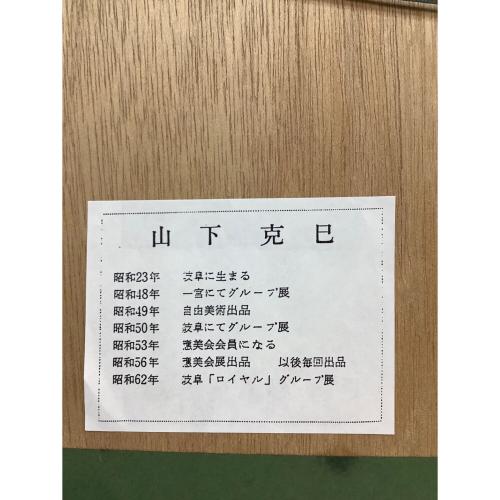 山下克巳
昭和23年 岐阜に生まる
昭和48年 一宮にてグループ展
昭和49年 自由美術出品
昭和50年 岐阜にてグループ展
昭和53年 美会会員になる
昭和56年 美会展出品 以後毎回出品
昭和62年 岐阜「ロイヤル」グループ展